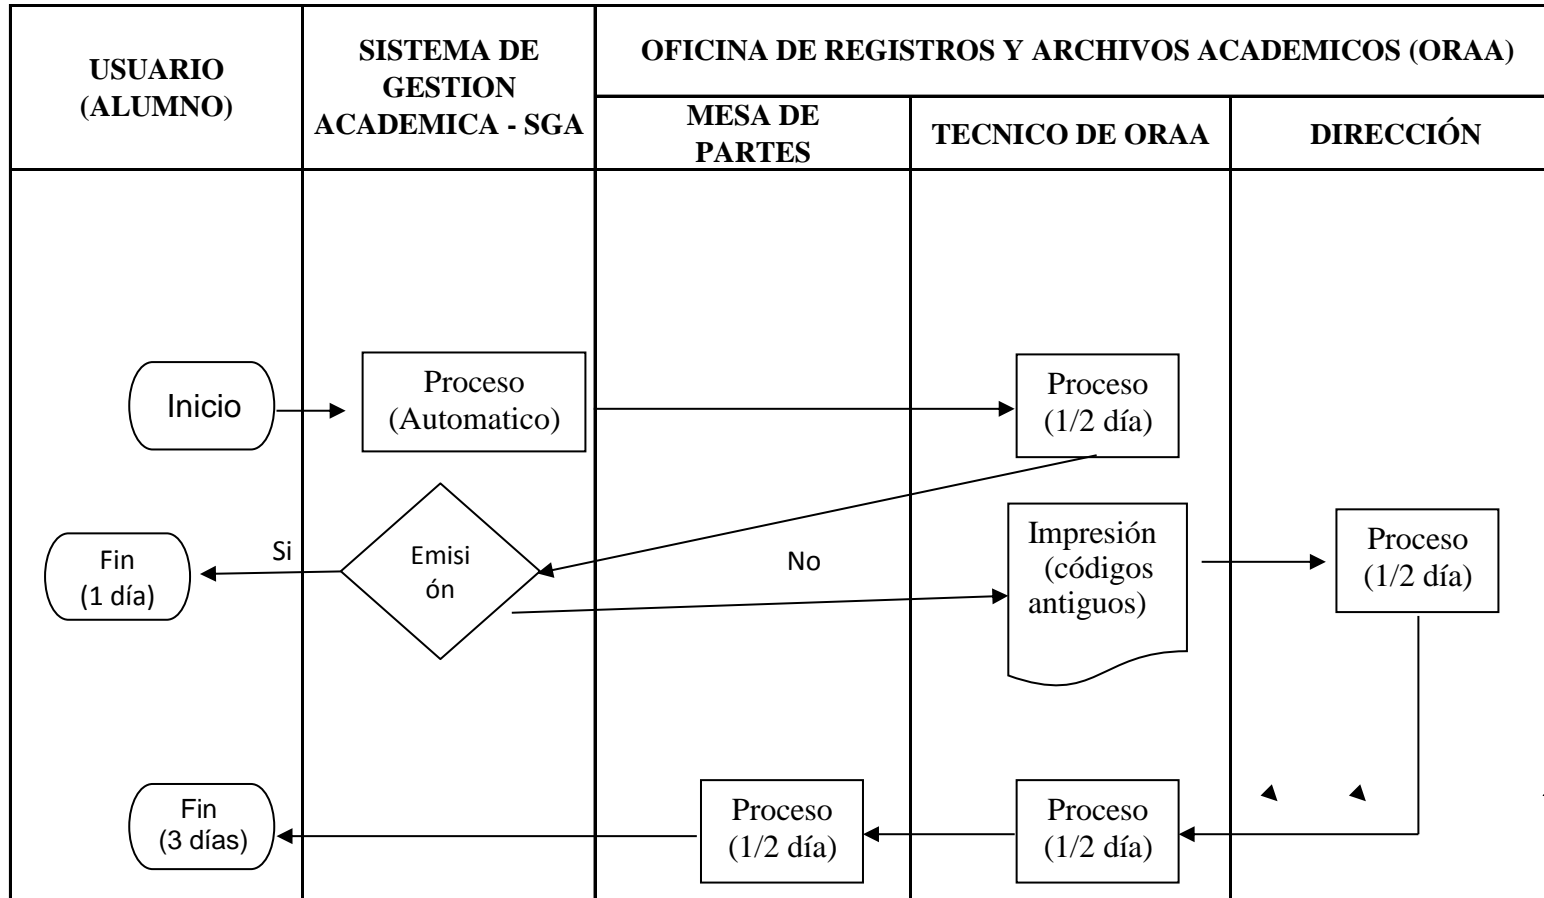 USUARIO
(ALUMNO)
SISTEMA DE
GESTION
ACADEMICA - SGA
OFICINA DE REGISTROS Y ARCHIVOS ACADEMICOS (ORAA)
MESA DE
PARTES
TECNICO DE ORAA
DIRECCIÓN
Inicio
Proceso
(Automatico)
Proceso
(1/2 día)
Fin
(1 día)
Si
Emisi
ón
No
Impresión
(códigos
antiguos)
Proceso
(1/2 día)
Fin
(3 días)
Proceso
(1/2 día)
Proceso
(1/2 día)